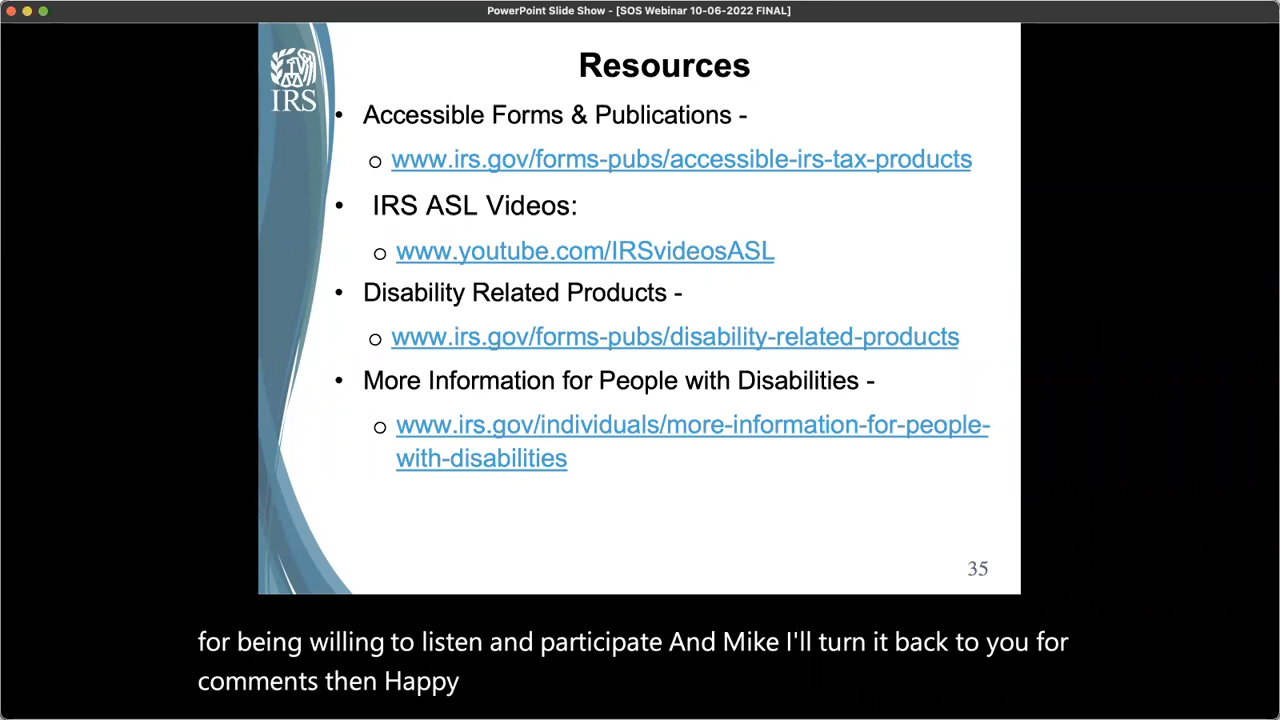 PowerPoint Slide Show - [SOS Webinar 10-06-2022 FINAL]
IRS
Resources
• Accessible Forms & Publications -
o www.irs.gov/forms-pubs/accessible-irs-tax-products
• IRS ASL Videos:
o www.youtube.com/IRSvideosASL
• Disability Related Products -
o www.irs.gov/forms-pubs/disability-related-products
• More Information for People with Disabilities -
o www.irs.gov/individuals/more-information-for-people-
with-disabilities
35
for being willing to listen and participate And Mike I'll turn it back to you for
comments then Happy